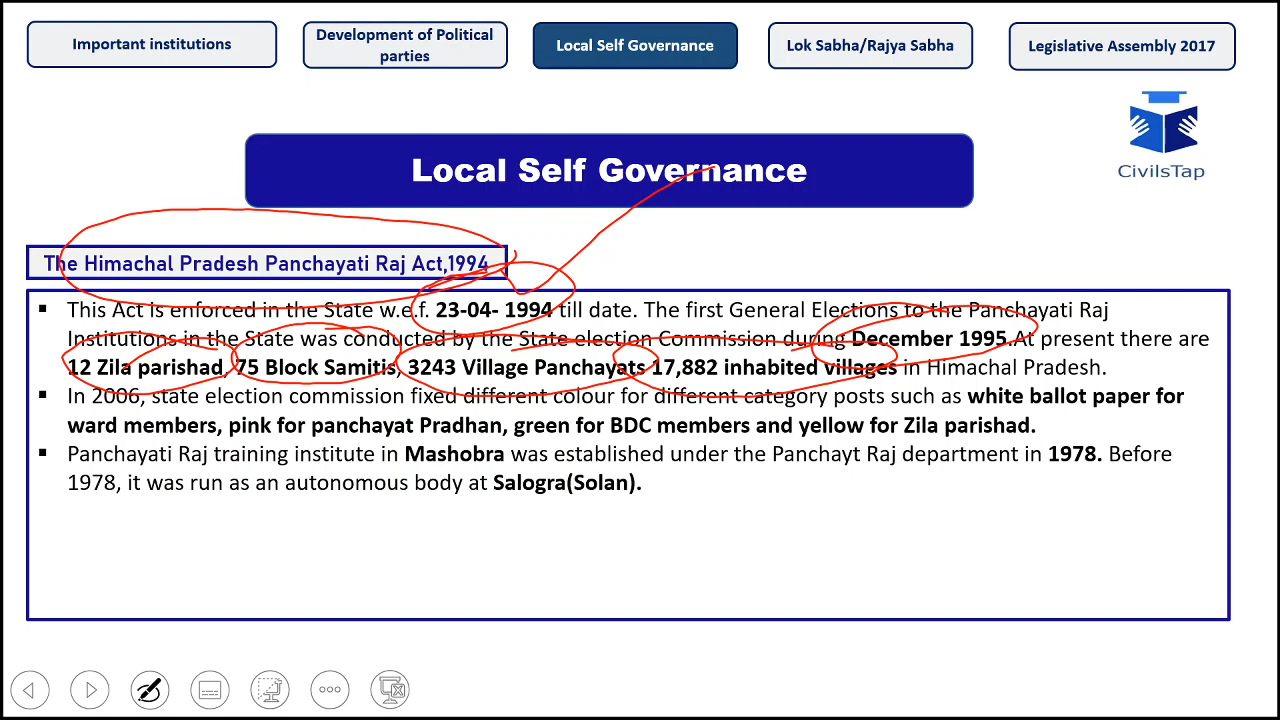 Important institutions
Development of Political
parties
Local Self Governance
Lok Sabha/Rajya Sabha
Legislative Assembly 2017
CivilsTap
Local Self Governance
The Himachal Pradesh Panchayati Raj Act,1994
▪ This Act is enforced in the State w.e.f. 23-04- 1994 till date. The first General Elections to the Panchayati Raj
Institutions in the State was conducted by the State election Commission during December 1995.At present there are
12 Zila parishad, 75 Block Samitis, 3243 Village Panchayats 17,882 inhabited villages in Himachal Pradesh.
▪ In 2006, state election commission fixed different colour for different category posts such as white ballot paper for
ward members, pink for panchayat Pradhan, green for BDC members and yellow for Zila parishad.
▪ Panchayati Raj training institute in Mashobra was established under the Panchayt Raj department in 1978. Before
1978, it was run as an autonomous body at Salogra(Solan).